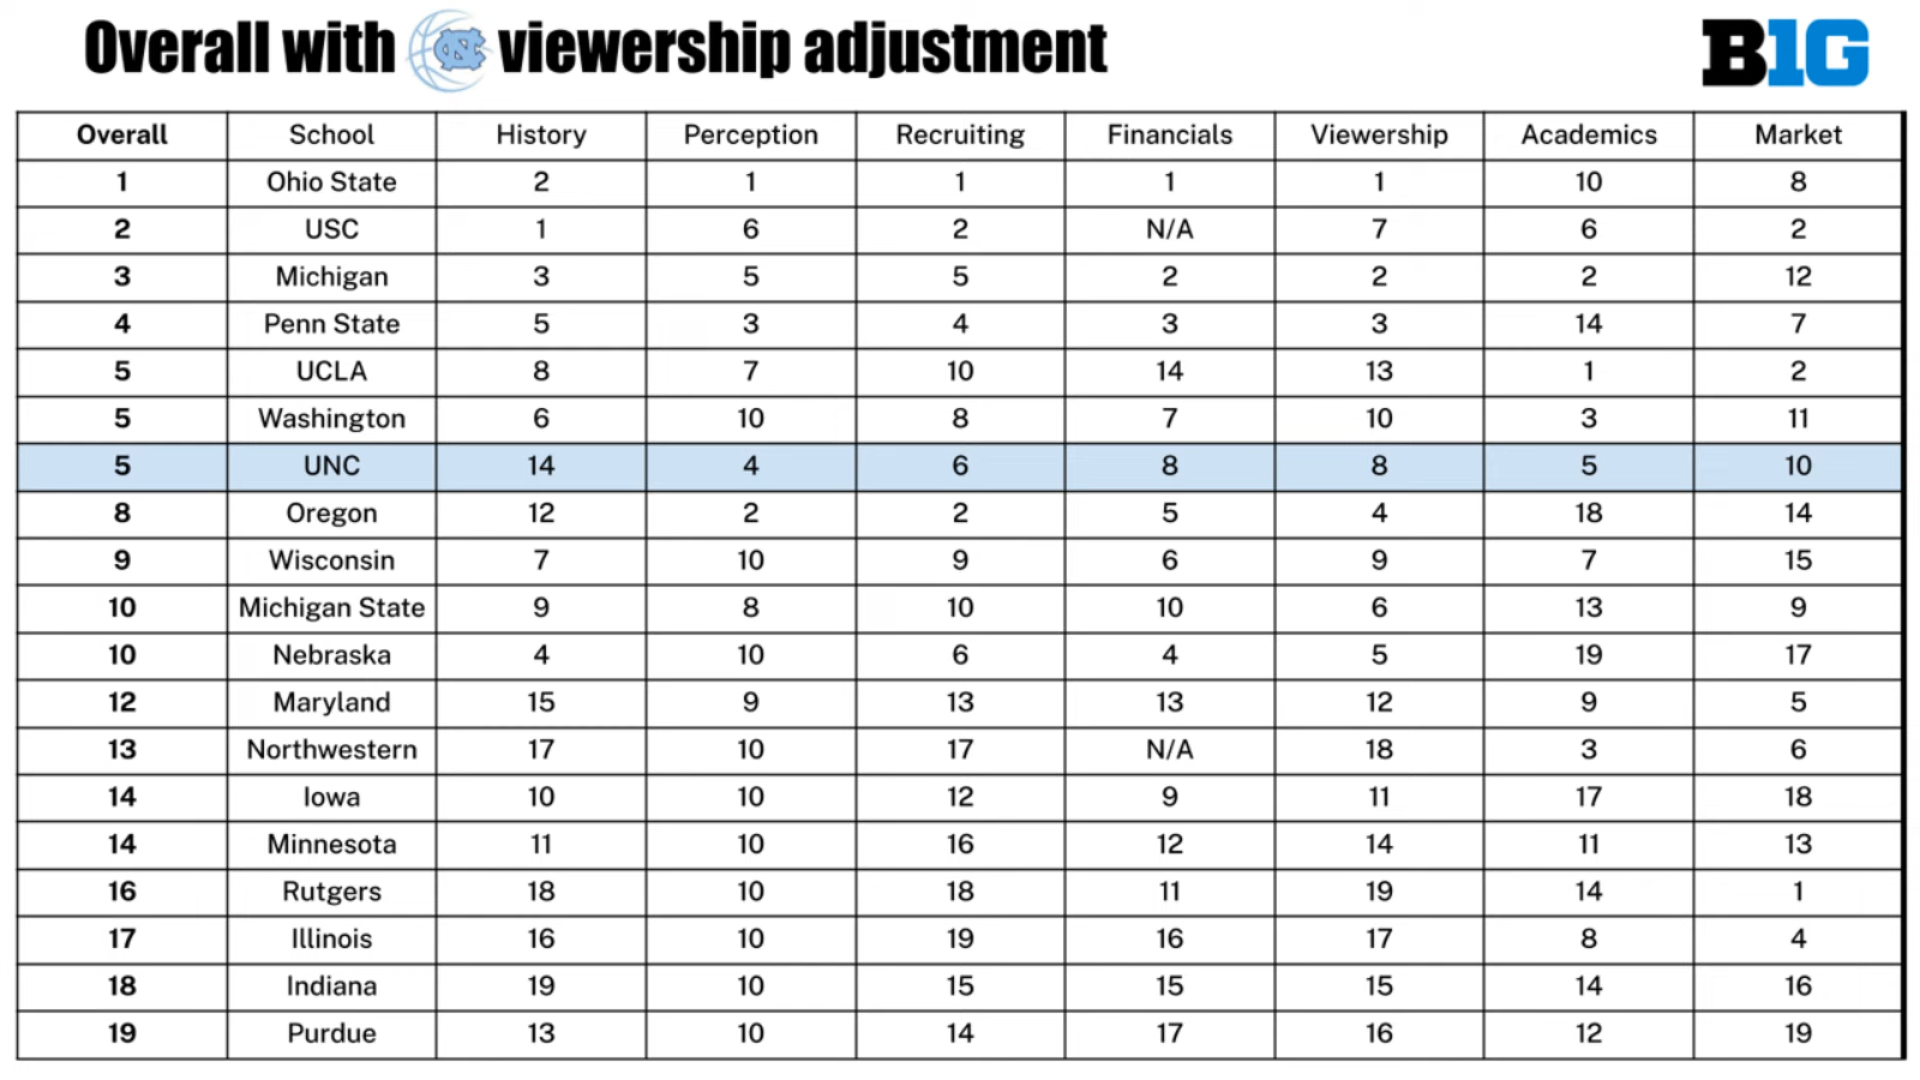 Overall with NC viewership adjustment
B1G
Overall School History Perception Recruiting Financials Viewership Academics Market
1 Ohio State 2 1 1 1 1 10 8
2 USC 1 6 2 N/A 7 6 2
3 Michigan 3 5 5 2 2 2 12
4 Penn State 5 3 4 3 3 14 7
5 UCLA 8 7 10 14 13 1 2
5 Washington 6 10 8 7 10 3 11
5 UNC 14 4 6 8 8 5 10
8 Oregon 12 2 2 5 4 18 14
9 Wisconsin 7 10 9 6 9 7 15
10 Michigan State 9 8 10 10 6 13 9
10 Nebraska 4 10 6 4 5 19 17
12 Maryland 15 9 13 13 12 9 5
13 Northwestern 17 10 17 N/A 18 3 6
14 Iowa 10 10 12 9 11 17 18
14 Minnesota 11 10 16 12 14 11 13
16 Rutgers 18 10 18 11 19 14 1
17 Illinois 16 10 19 16 17 8 4
18 Indiana 19 10 15 15 15 14 16
19 Purdue 13 10 14 17 16 12 19